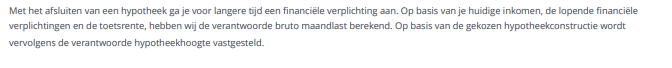 Met het afsluiten van een hypotheek ga je voor langere tijd een financiële verplichting aan. Op basis van je huidige inkomen, de lopende financiële
verplichtingen en de toetsrente, hebben wij de verantwoorde bruto maandlast berekend. Op basis van de gekozen hypotheekconstructie wordt
vervolgens de verantwoorde hypotheekhoogte vastgesteld.